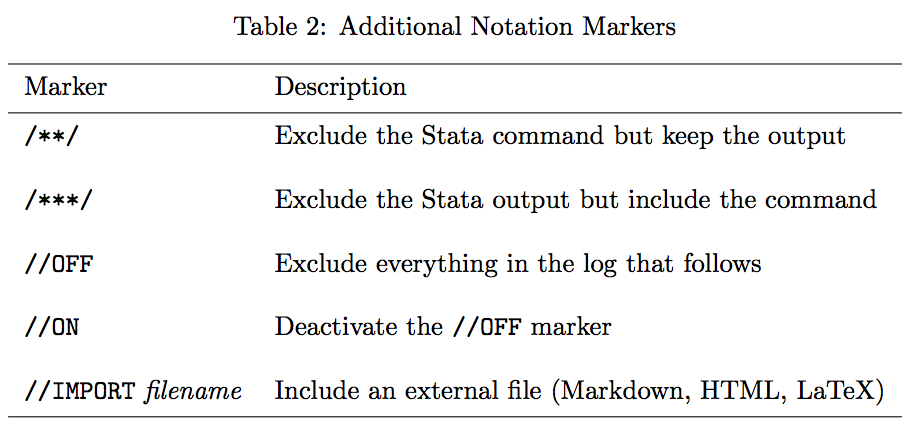 Table 2: Additional Notation Markers
Marker Description
/**/ Exclude the Stata command but keep the output
/***/ Exclude the Stata output but include the command
//OFF Exclude everything in the log that follows
//ON Deactivate the //OFF marker
//IMPORT filename Include an external file (Markdown, HTML, LaTeX)